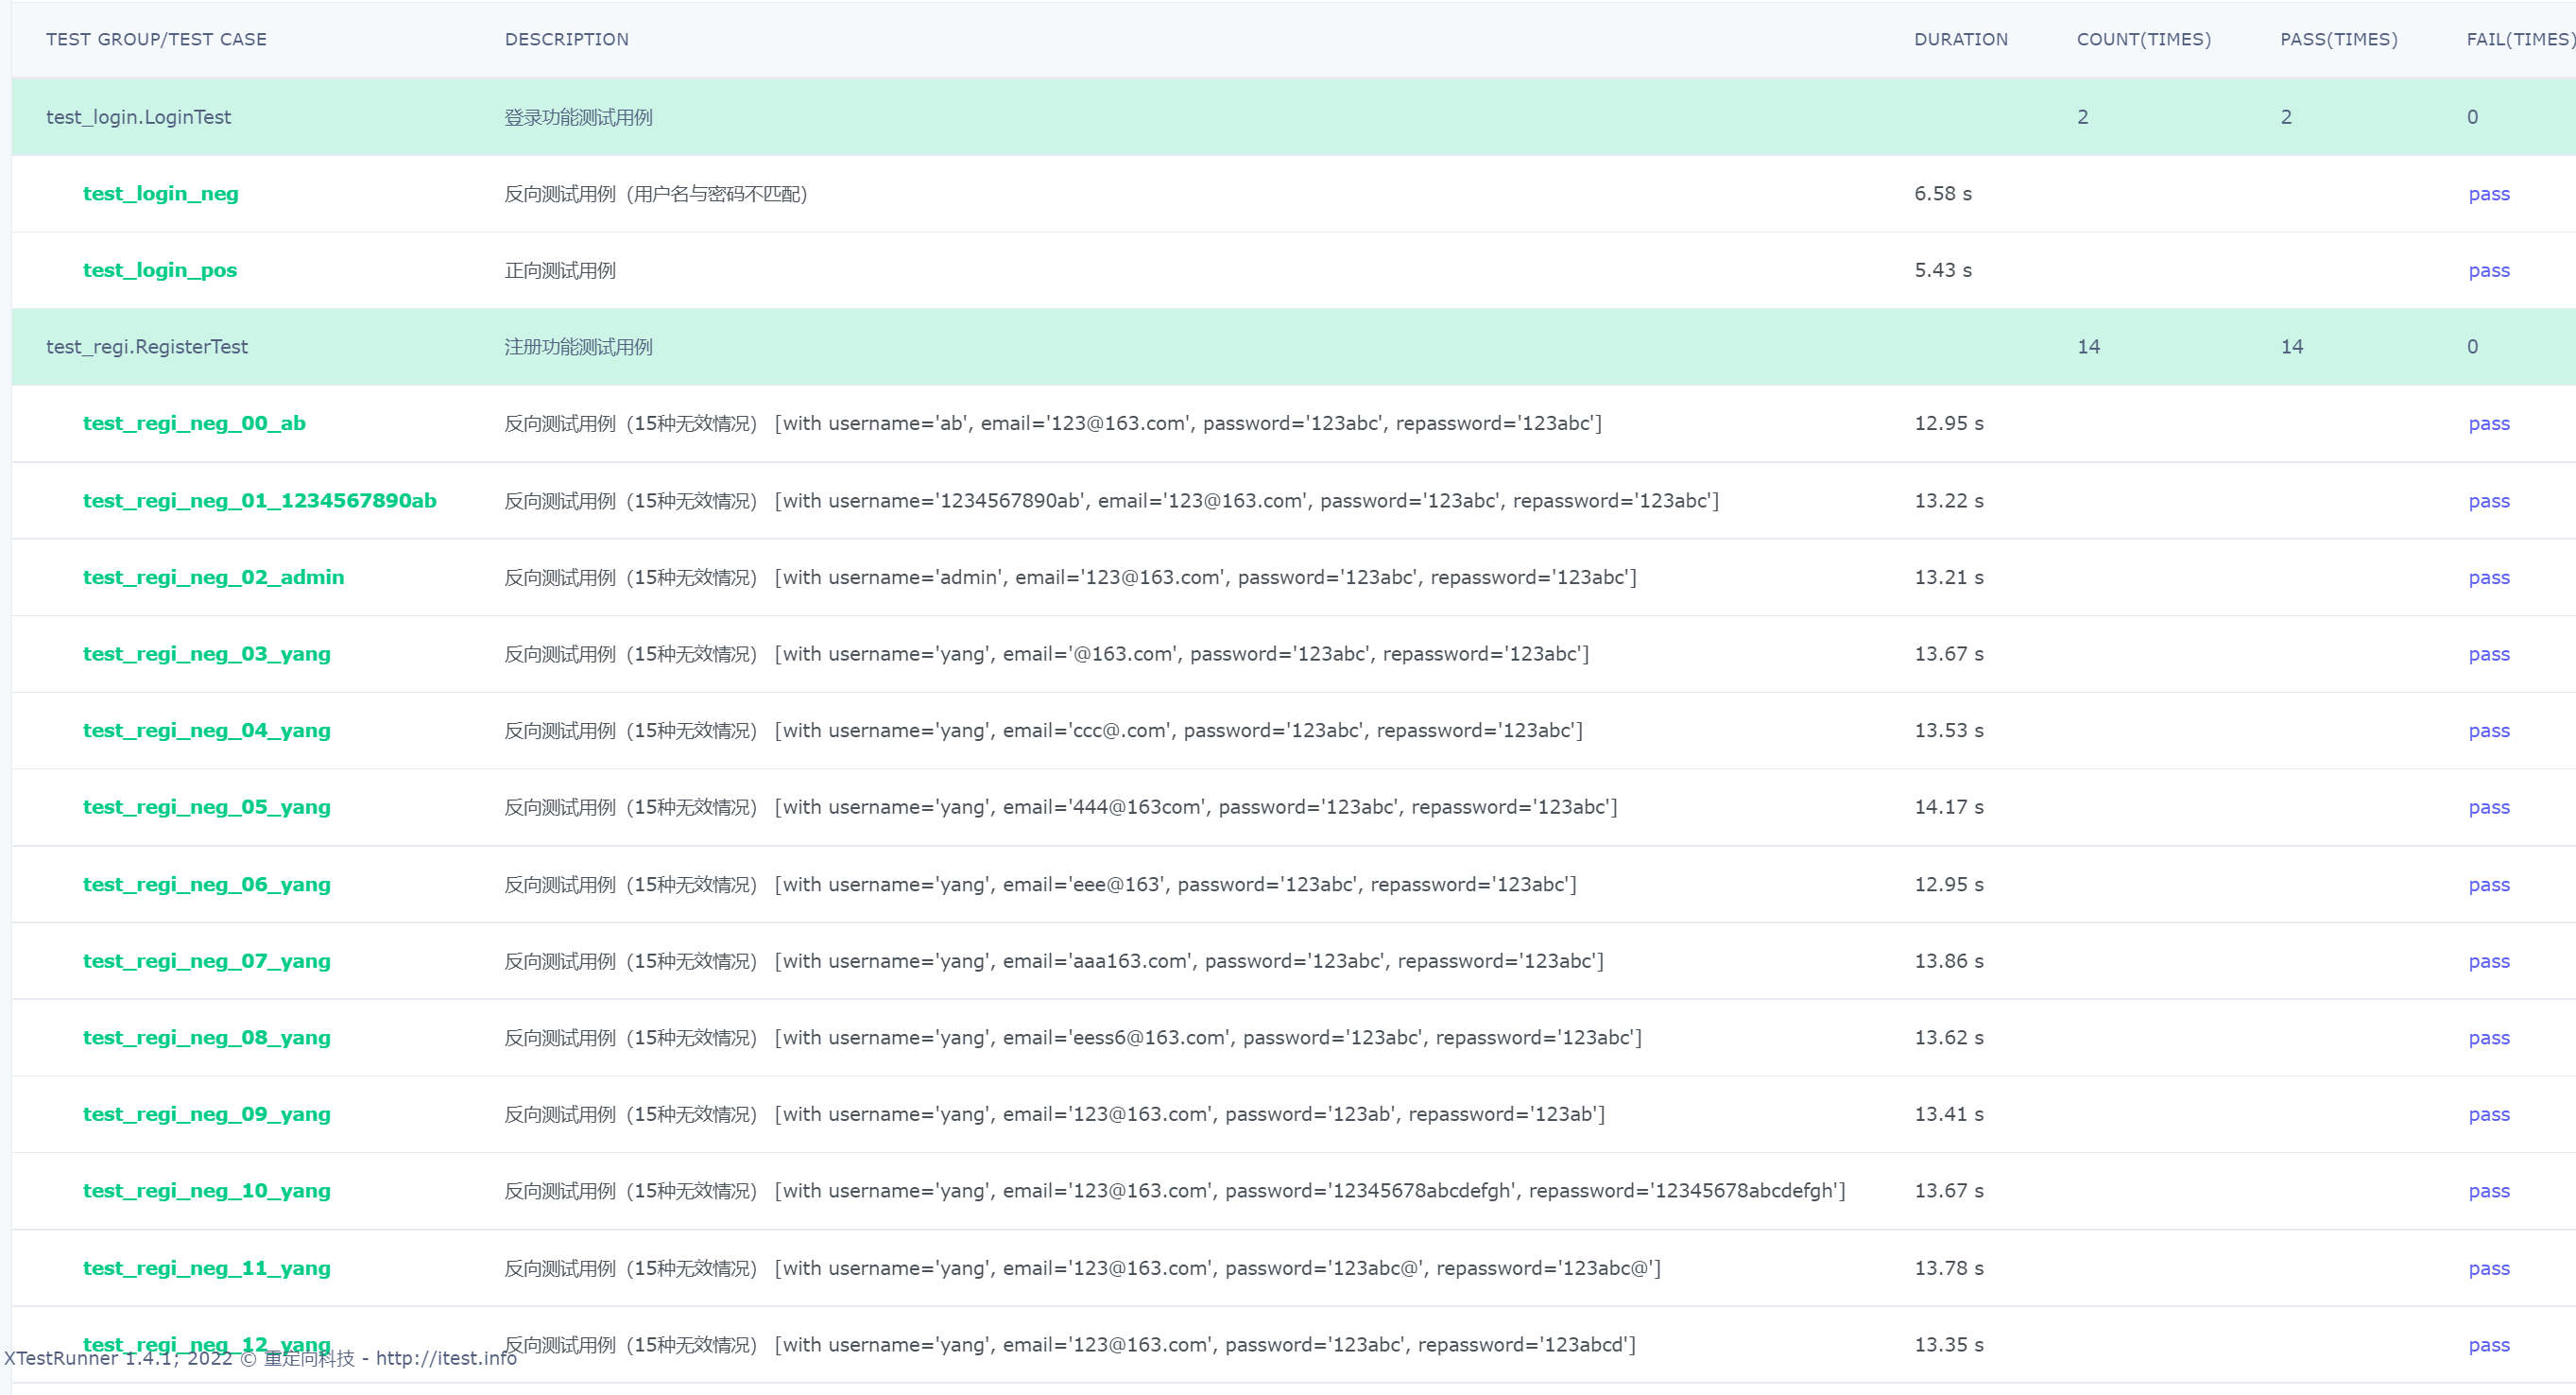 TEST GROUP/TEST CASE DESCRIPTION DURATION COUNT(TIMES) PASS(TIMES) FAIL(TIMES)
test_login.LoginTest 登录功能测试用例 2 2 0
test_login_neg 反向测试用例（用户名与密码不匹配） 6.58 s pass
test_login_pos 正向测试用例 5.43 s pass
test_regi.RegisterTest 注册功能测试用例 14 14 0
test_regi_neg_00_ab 反向测试用例（15种无效情况） [with username='ab', email='123@163.com', password='123abc', repassword='123abc'] 12.95 s pass
test_regi_neg_01_1234567890ab 反向测试用例（15种无效情况） [with username='1234567890ab', email='123@163.com', password='123abc', repassword='123abc'] 13.22 s pass
test_regi_neg_02_admin 反向测试用例（15种无效情况） [with username='admin', email='123@163.com', password='123abc', repassword='123abc'] 13.21 s pass
test_regi_neg_03_yang 反向测试用例（15种无效情况） [with username='yang', email='@163.com', password='123abc', repassword='123abc'] 13.67 s pass
test_regi_neg_04_yang 反向测试用例（15种无效情况） [with username='yang', email='ccc@.com', password='123abc', repassword='123abc'] 13.53 s pass
test_regi_neg_05_yang 反向测试用例（15种无效情况） [with username='yang', email='444@163com', password='123abc', repassword='123abc'] 14.17 s pass
test_regi_neg_06_yang 反向测试用例（15种无效情况） [with username='yang', email='eee@163', password='123abc', repassword='123abc'] 12.95 s pass
test_regi_neg_07_yang 反向测试用例（15种无效情况） [with username='yang', email='aaa163.com', password='123abc', repassword='123abc'] 13.86 s pass
test_regi_neg_08_yang 反向测试用例（15种无效情况） [with username='yang', email='eess6@163.com', password='123abc', repassword='123abc'] 13.62 s pass
test_regi_neg_09_yang 反向测试用例（15种无效情况） [with username='yang', email='123@163.com', password='123ab', repassword='123ab'] 13.41 s pass
test_regi_neg_10_yang 反向测试用例（15种无效情况） [with username='yang', email='123@163.com', password='12345678abcdefgh', repassword='12345678abcdefgh'] 13.67 s pass
test_regi_neg_11_yang 反向测试用例（15种无效情况） [with username='yang', email='123@163.com', password='123abc@', repassword='123abc@'] 13.78 s pass
test_regi_neg_12_yang 反向测试用例（15种无效情况） [with username='yang', email='123@163.com', password='123abc', repassword='123abcd'] 13.35 s pass
XTestRunner 1.4.1; 2022 © 重定向科技 - http://itest.info